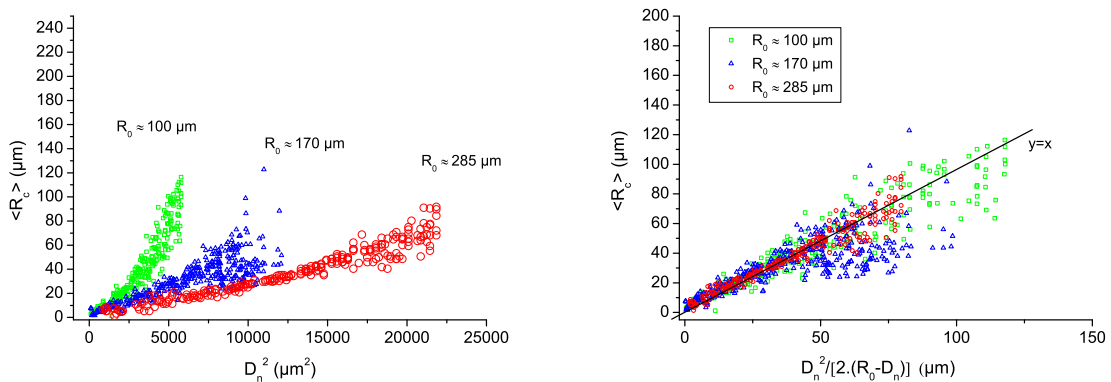 240
220
200
180
160
140
120
100
80
60
40
20
0
<R_c> (µm)
R_0 ≈ 100 µm
R_0 ≈ 170 µm
R_0 ≈ 285 µm
0 5000 10000 15000 20000 25000
D_n^2 (µm^2)
200
180
160
140
120
100
80
60
40
20
0
<R_c> (µm)
R_0 ≈ 100 µm
R_0 ≈ 170 µm
R_0 ≈ 285 µm
y=x
0 50 100 150
D_n^2/[2.(R_0-D_n)] (µm)